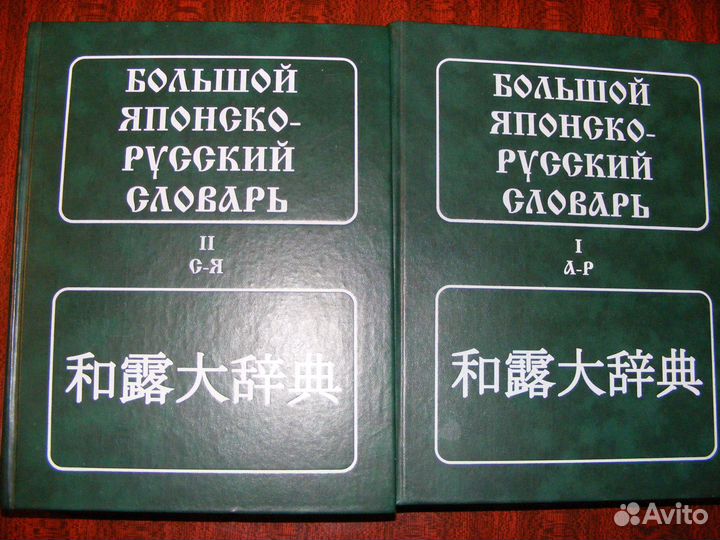 БОЛЬШОЙ
ЯПОНСКО-
РУССКИЙ
СЛОВАРЬ
II
С-Я
和露大辞典
БОЛЬШОЙ
ЯПОНСКО-
РУССКИЙ
СЛОВАРЬ
I
А-Р
和露大辞典
Avito